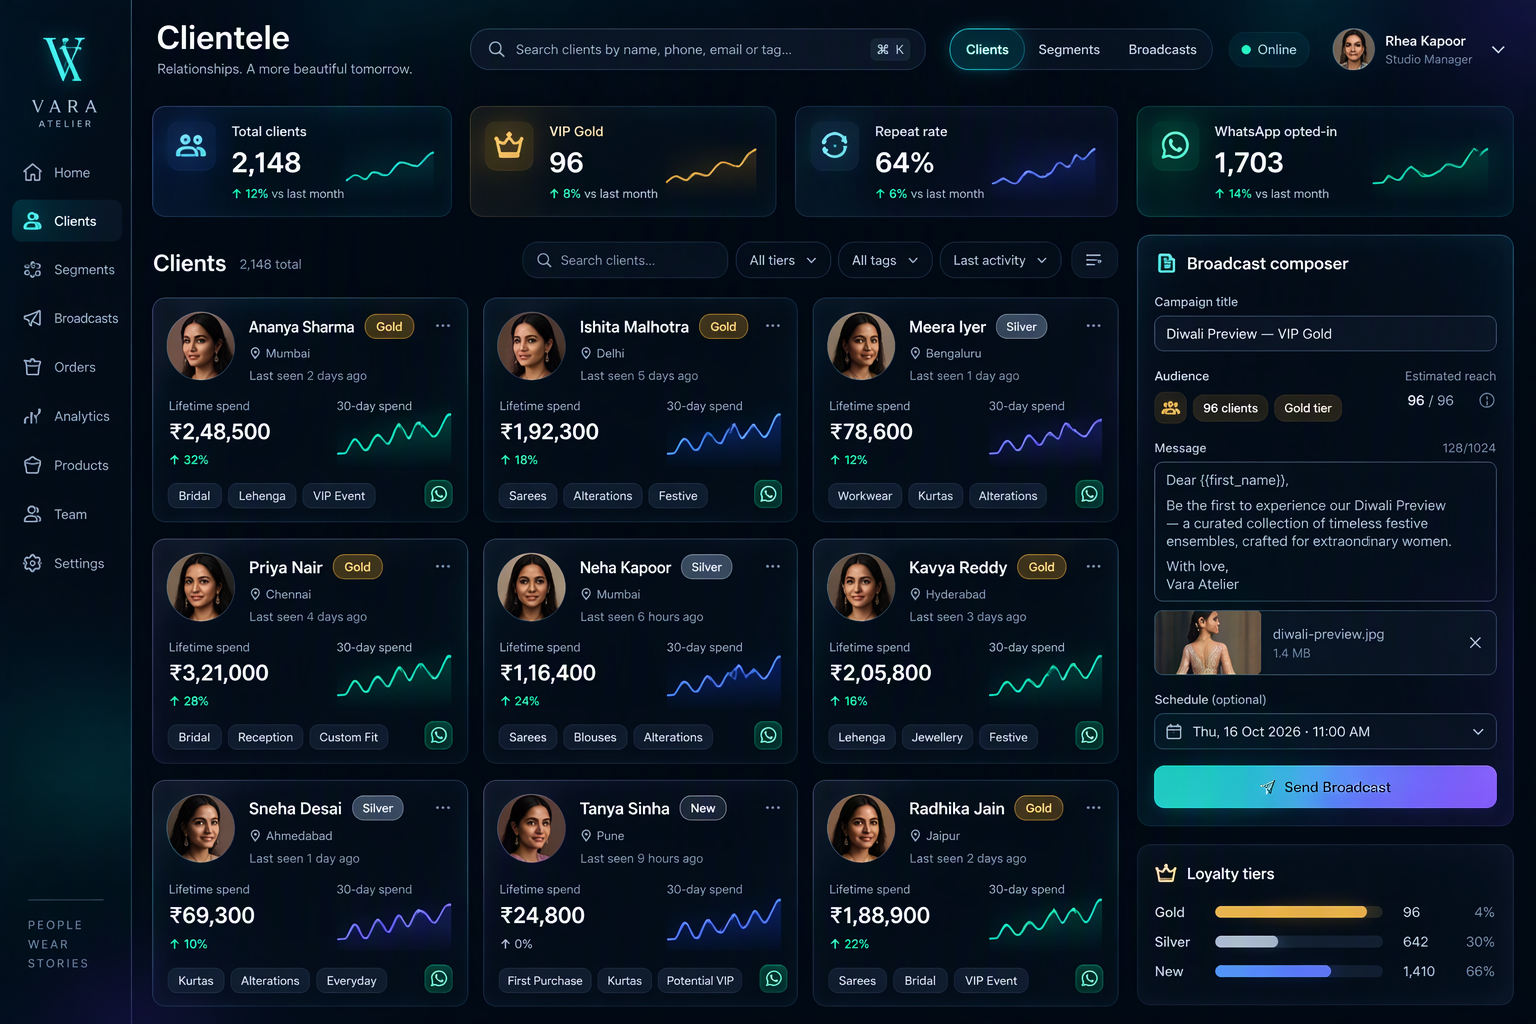 VARA
ATELIER
Home
Clients
Segments
Broadcasts
Orders
Analytics
Products
Team
Settings
PEOPLE
WEAR
STORIES
Clientele
Relationships. A more beautiful tomorrow.
Search clients by name, phone, email or tag...
⌘ K
Clients
Segments
Broadcasts
Online
Rhea Kapoor
Studio Manager
Total clients
2,148
↑ 12% vs last month
VIP Gold
96
↑ 8% vs last month
Repeat rate
64%
↑ 6% vs last month
WhatsApp opted-in
1,703
↑ 14% vs last month
Clients 2,148 total
Search clients...
All tiers
All tags
Last activity
Ananya Sharma Gold
Mumbai
Last seen 2 days ago
Lifetime spend 30-day spend
₹2,48,500
↑ 32%
Bridal Lehenga VIP Event
Ishita Malhotra Gold
Delhi
Last seen 5 days ago
Lifetime spend 30-day spend
₹1,92,300
↑ 18%
Sarees Alterations Festive
Meera Iyer Silver
Bengaluru
Last seen 1 day ago
Lifetime spend 30-day spend
₹78,600
↑ 12%
Workwear Kurtas Alterations
Priya Nair Gold
Chennai
Last seen 4 days ago
Lifetime spend 30-day spend
₹3,21,000
↑ 28%
Bridal Reception Custom Fit
Neha Kapoor Silver
Mumbai
Last seen 6 hours ago
Lifetime spend 30-day spend
₹1,16,400
↑ 24%
Sarees Blouses Alterations
Kavya Reddy Gold
Hyderabad
Last seen 3 days ago
Lifetime spend 30-day spend
₹2,05,800
↑ 16%
Lehenga Jewellery Festive
Sneha Desai Silver
Ahmedabad
Last seen 1 day ago
Lifetime spend 30-day spend
₹69,300
↑ 10%
Kurtas Alterations Everyday
Tanya Sinha New
Pune
Last seen 9 hours ago
Lifetime spend 30-day spend
₹24,800
↑ 0%
First Purchase Kurtas Potential VIP
Radhika Jain Gold
Jaipur
Last seen 2 days ago
Lifetime spend 30-day spend
₹1,88,900
↑ 22%
Sarees Bridal VIP Event
Broadcast composer
Campaign title
Diwali Preview — VIP Gold
Audience Estimated reach
96 clients Gold tier 96 / 96
Message 128/1024
Dear {{first_name}},
Be the first to experience our Diwali Preview
— a curated collection of timeless festive
ensembles, crafted for extraordinary women.
With love,
Vara Atelier
diwali-preview.jpg
1.4 MB
Schedule (optional)
Thu, 16 Oct 2026 · 11:00 AM
Send Broadcast
Loyalty tiers
Gold 96 4%
Silver 642 30%
New 1,410 66%